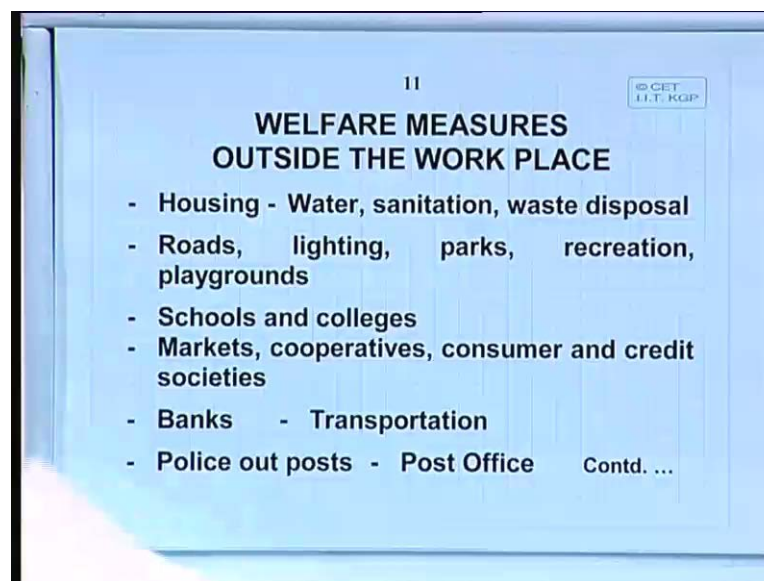 11
© CET
I.I.T. KGP
WELFARE MEASURES
OUTSIDE THE WORK PLACE
- Housing - Water, sanitation, waste disposal
- Roads, lighting, parks, recreation,
playgrounds
- Schools and colleges
- Markets, cooperatives, consumer and credit
societies
- Banks - Transportation
- Police out posts - Post Office Contd. ...